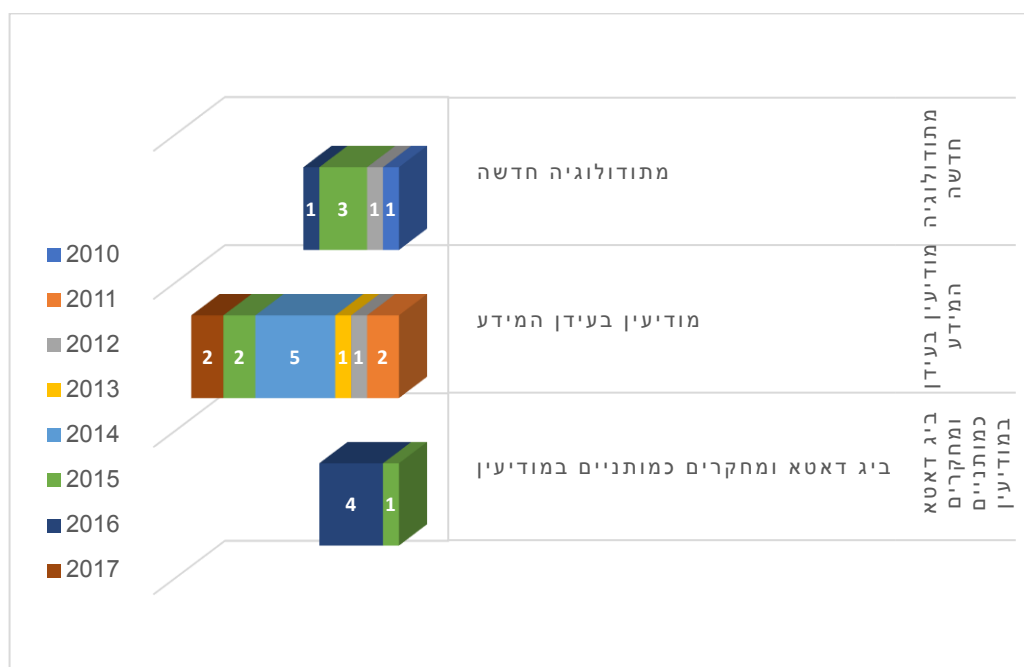 2010
2011
2012
2013
2014
2015
2016
2017
1 3 1 1
מתודולוגיה חדשה
מתודולוגיה
חדשה
2 2 5 1 1 2
מודיעין בעידן המידע
מודיעין בעידן
המידע
4 1
ביג דאטא ומחקרים כמותניים במודיעין
ביג דאטא
ומחקרים
כמותניים
במודיעין